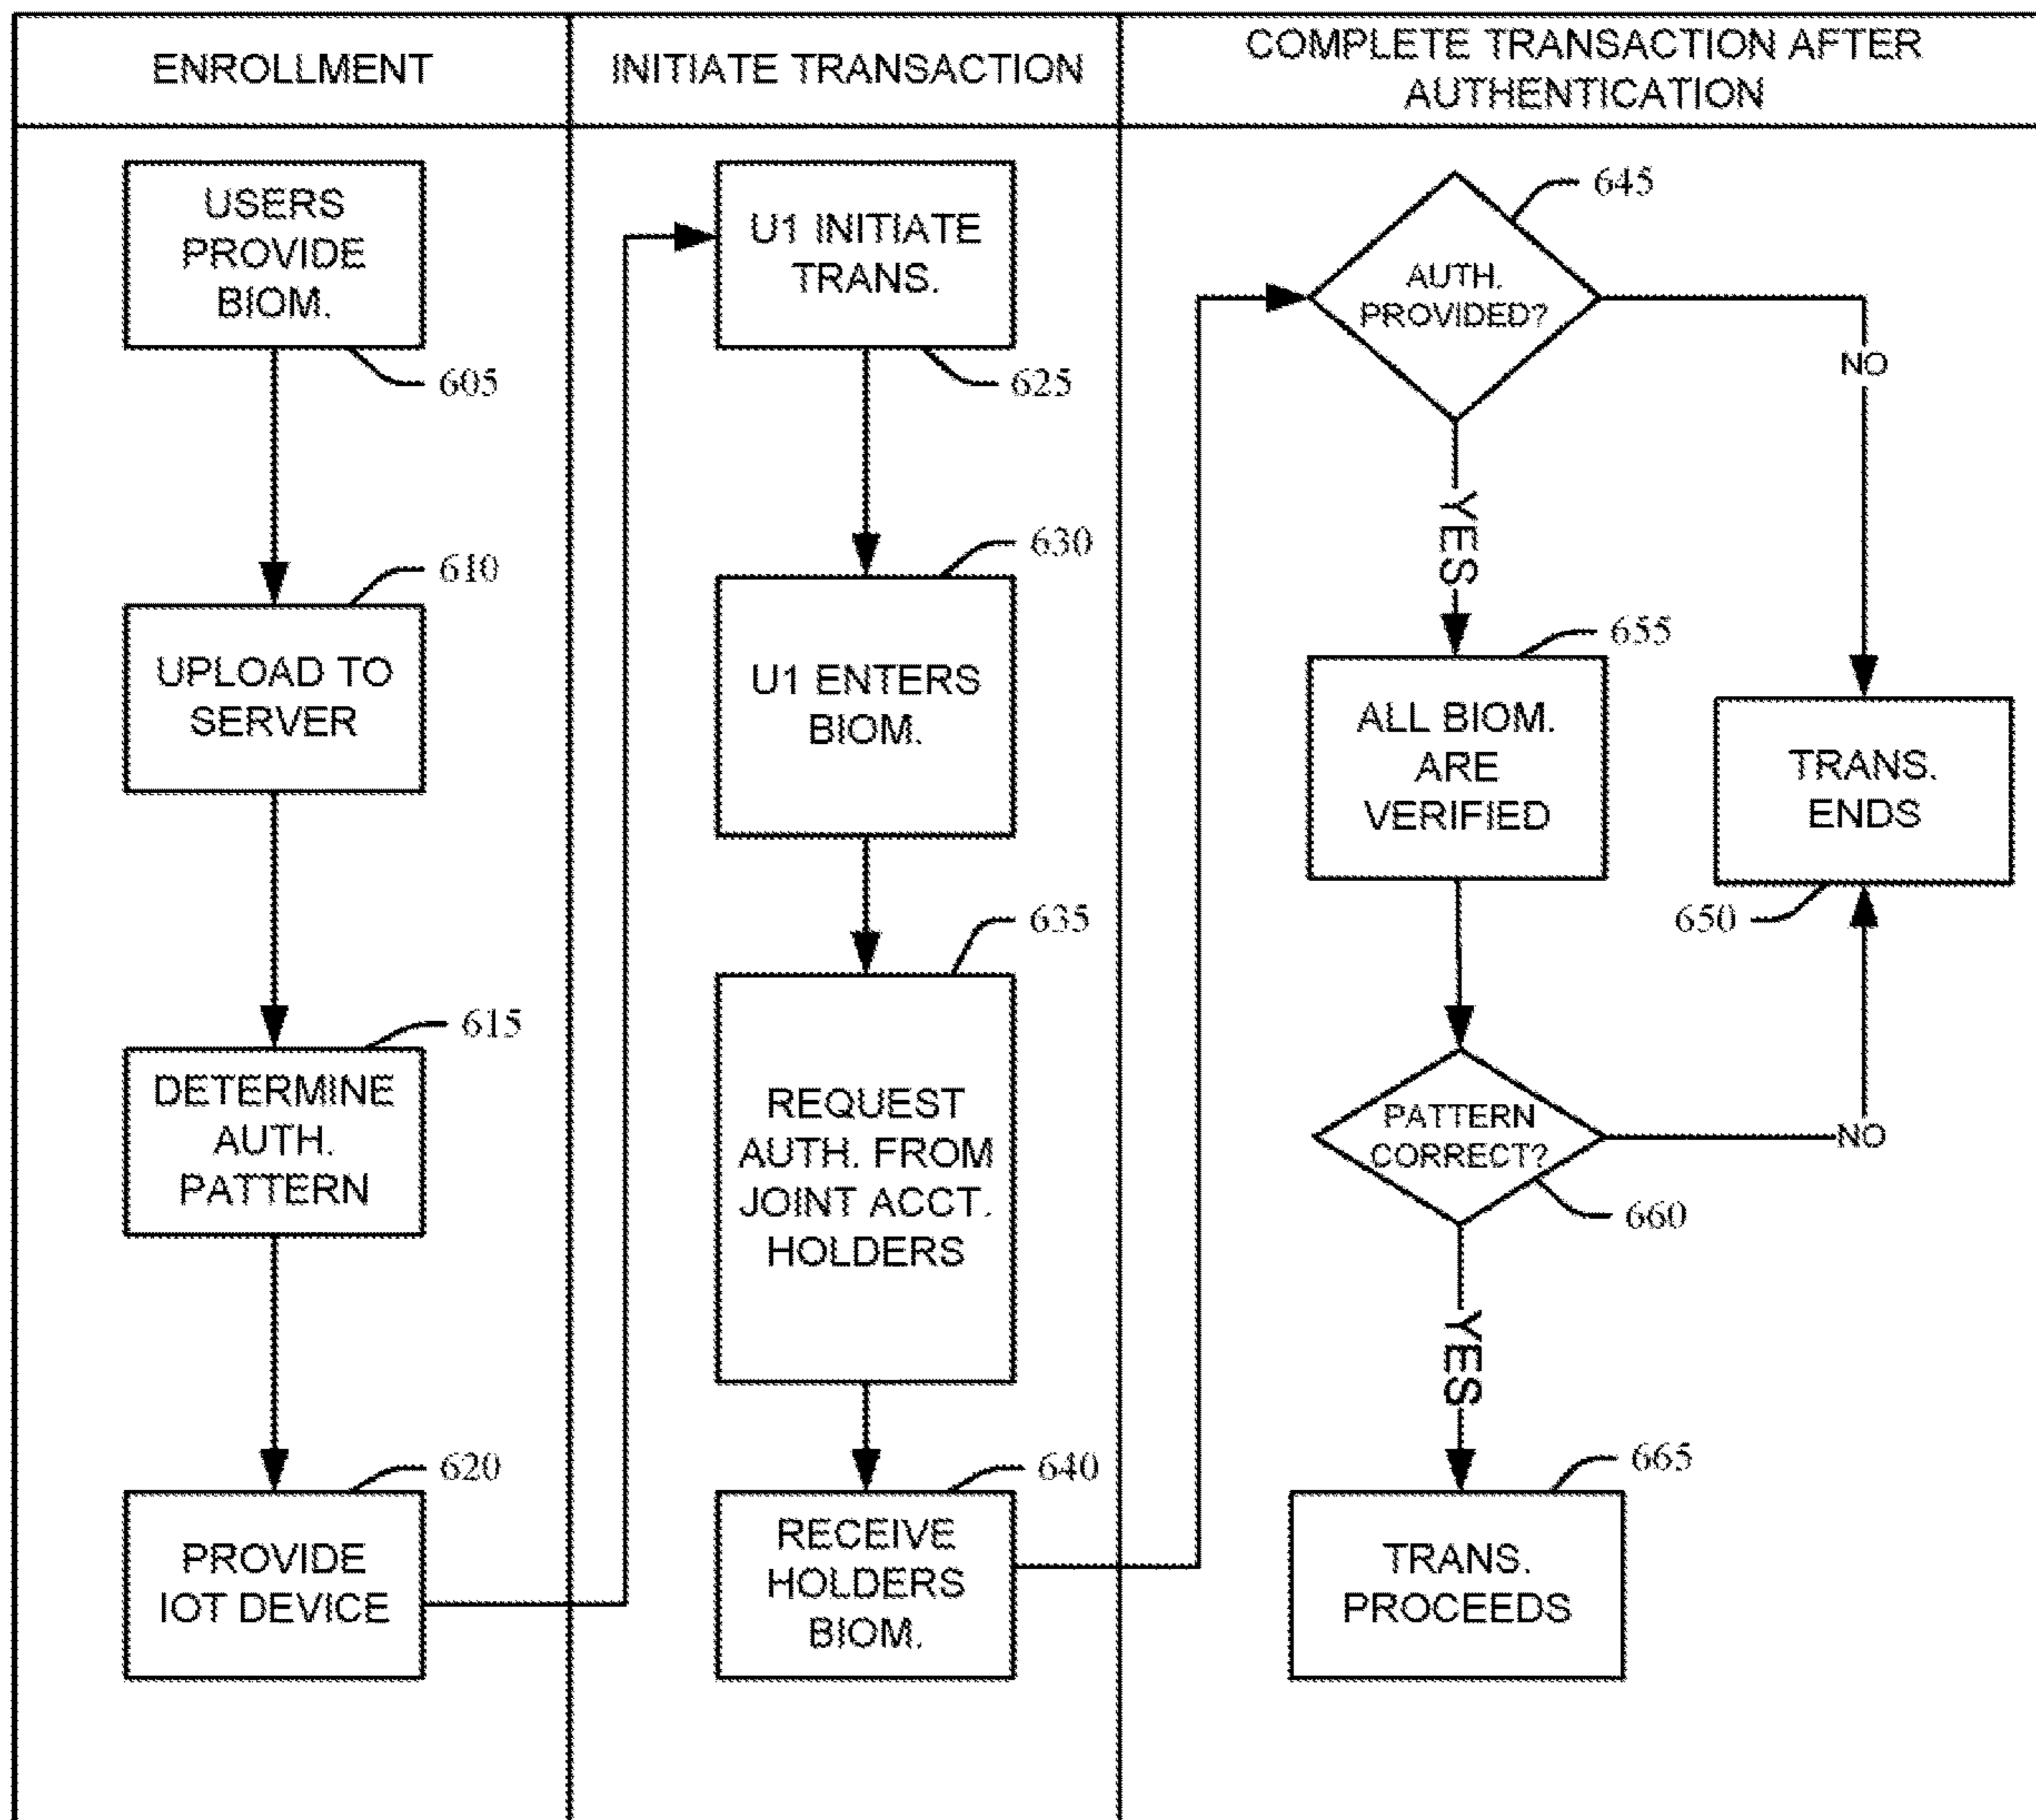 ENROLLMENT
INITIATE TRANSACTION
COMPLETE TRANSACTION AFTER
AUTHENTICATION
USERS
PROVIDE
BIOM.
605
UPLOAD TO
SERVER
610
DETERMINE
AUTH.
PATTERN
615
PROVIDE
IOT DEVICE
620
U1 INITIATE
TRANS.
625
U1 ENTERS
BIOM.
630
REQUEST
AUTH. FROM
JOINT ACCT.
HOLDERS
635
RECEIVE
HOLDERS
BIOM.
640
AUTH.
PROVIDED?
645
NO
YES
ALL BIOM.
ARE
VERIFIED
655
TRANS.
ENDS
650
PATTERN
CORRECT?
660
NO
YES
TRANS.
PROCEEDS
665